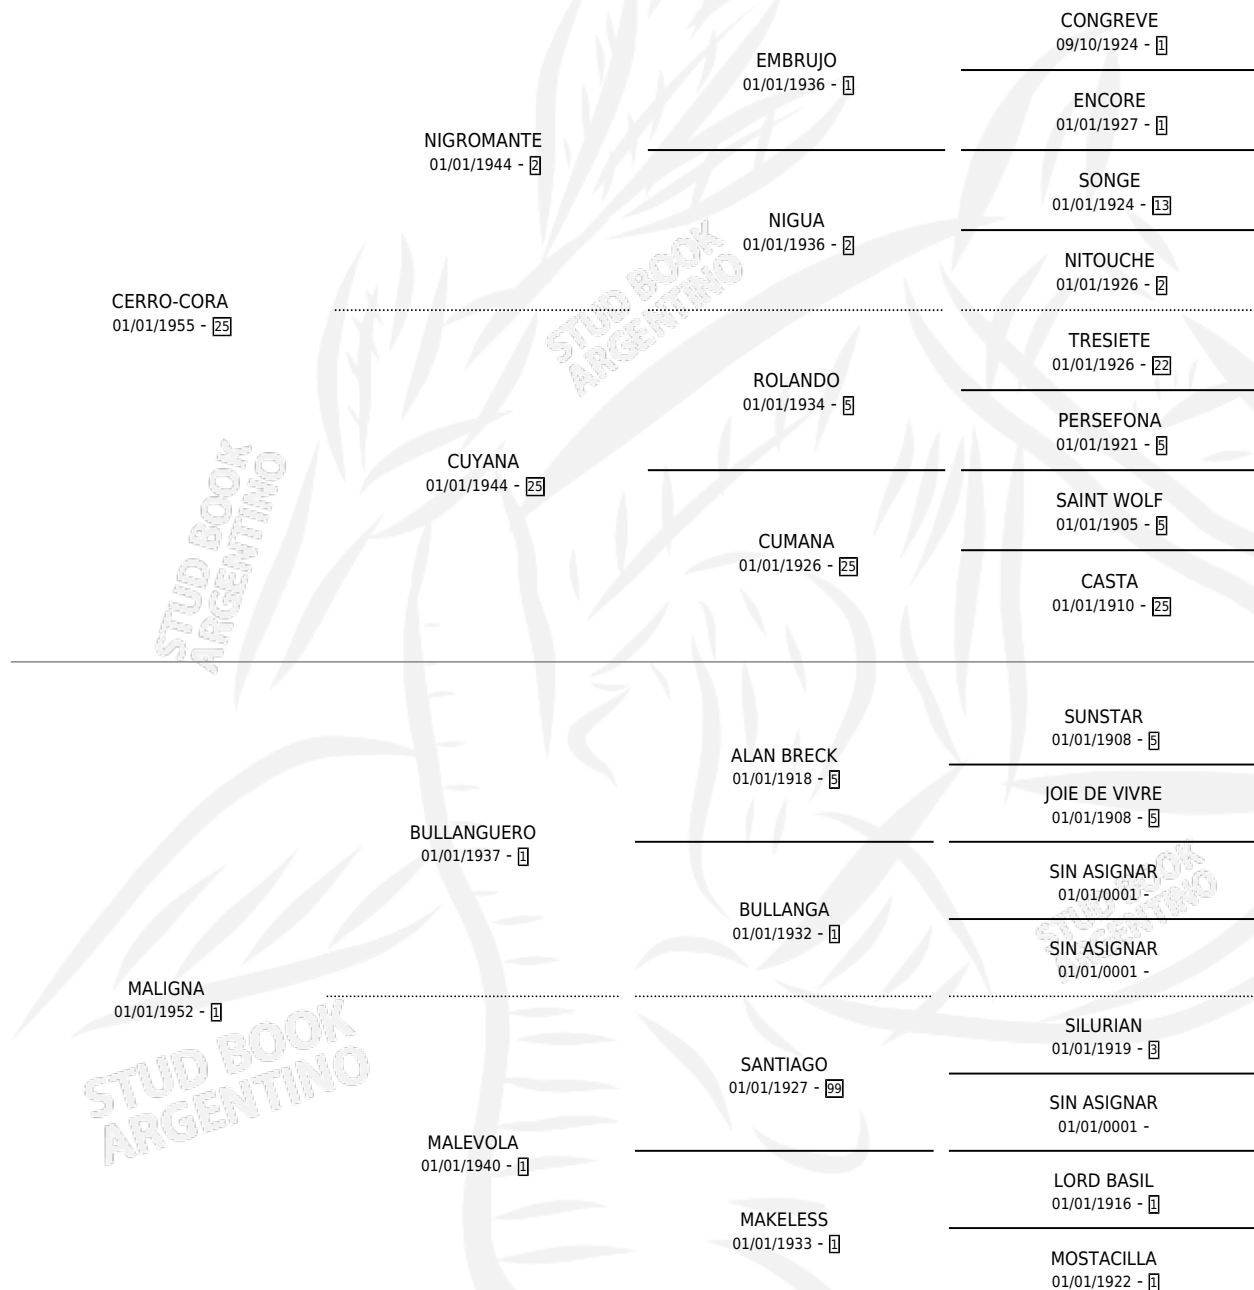 CONGREVE
09/10/1924 - 1
EMBRUJO
01/01/1936 - 1
ENCORE
01/01/1927 - 1
NIGROMANTE
01/01/1944 - 2
SONGE
01/01/1924 - 13
NIGUA
01/01/1936 - 2
NITOUCHE
01/01/1926 - 2
CERRO-CORA
01/01/1955 - 25
TRESIETE
01/01/1926 - 22
ROLANDO
01/01/1934 - 5
PERSEFONA
01/01/1921 - 5
CUYANA
01/01/1944 - 25
SAINT WOLF
01/01/1905 - 5
CUMANA
01/01/1926 - 25
CASTA
01/01/1910 - 25
STUD BOOK
ARGENTINO
STUD BOOK
ARGENTINO
SUNSTAR
01/01/1908 - 5
ALAN BRECK
01/01/1918 - 5
JOIE DE VIVRE
01/01/1908 - 5
BULLANGUERO
01/01/1937 - 1
SIN ASIGNAR
01/01/0001 -
BULLANGA
01/01/1932 - 1
SIN ASIGNAR
01/01/0001 -
STUD BOOK
ARGENTINO
MALIGNA
01/01/1952 - 1
STUD BOOK
ARGENTINO
SILURIAN
01/01/1919 - 3
SANTIAGO
01/01/1927 - 99
SIN ASIGNAR
01/01/0001 -
MALEVOLA
01/01/1940 - 1
LORD BASIL
01/01/1916 - 1
MAKELESS
01/01/1933 - 1
MOSTACILLA
01/01/1922 - 1